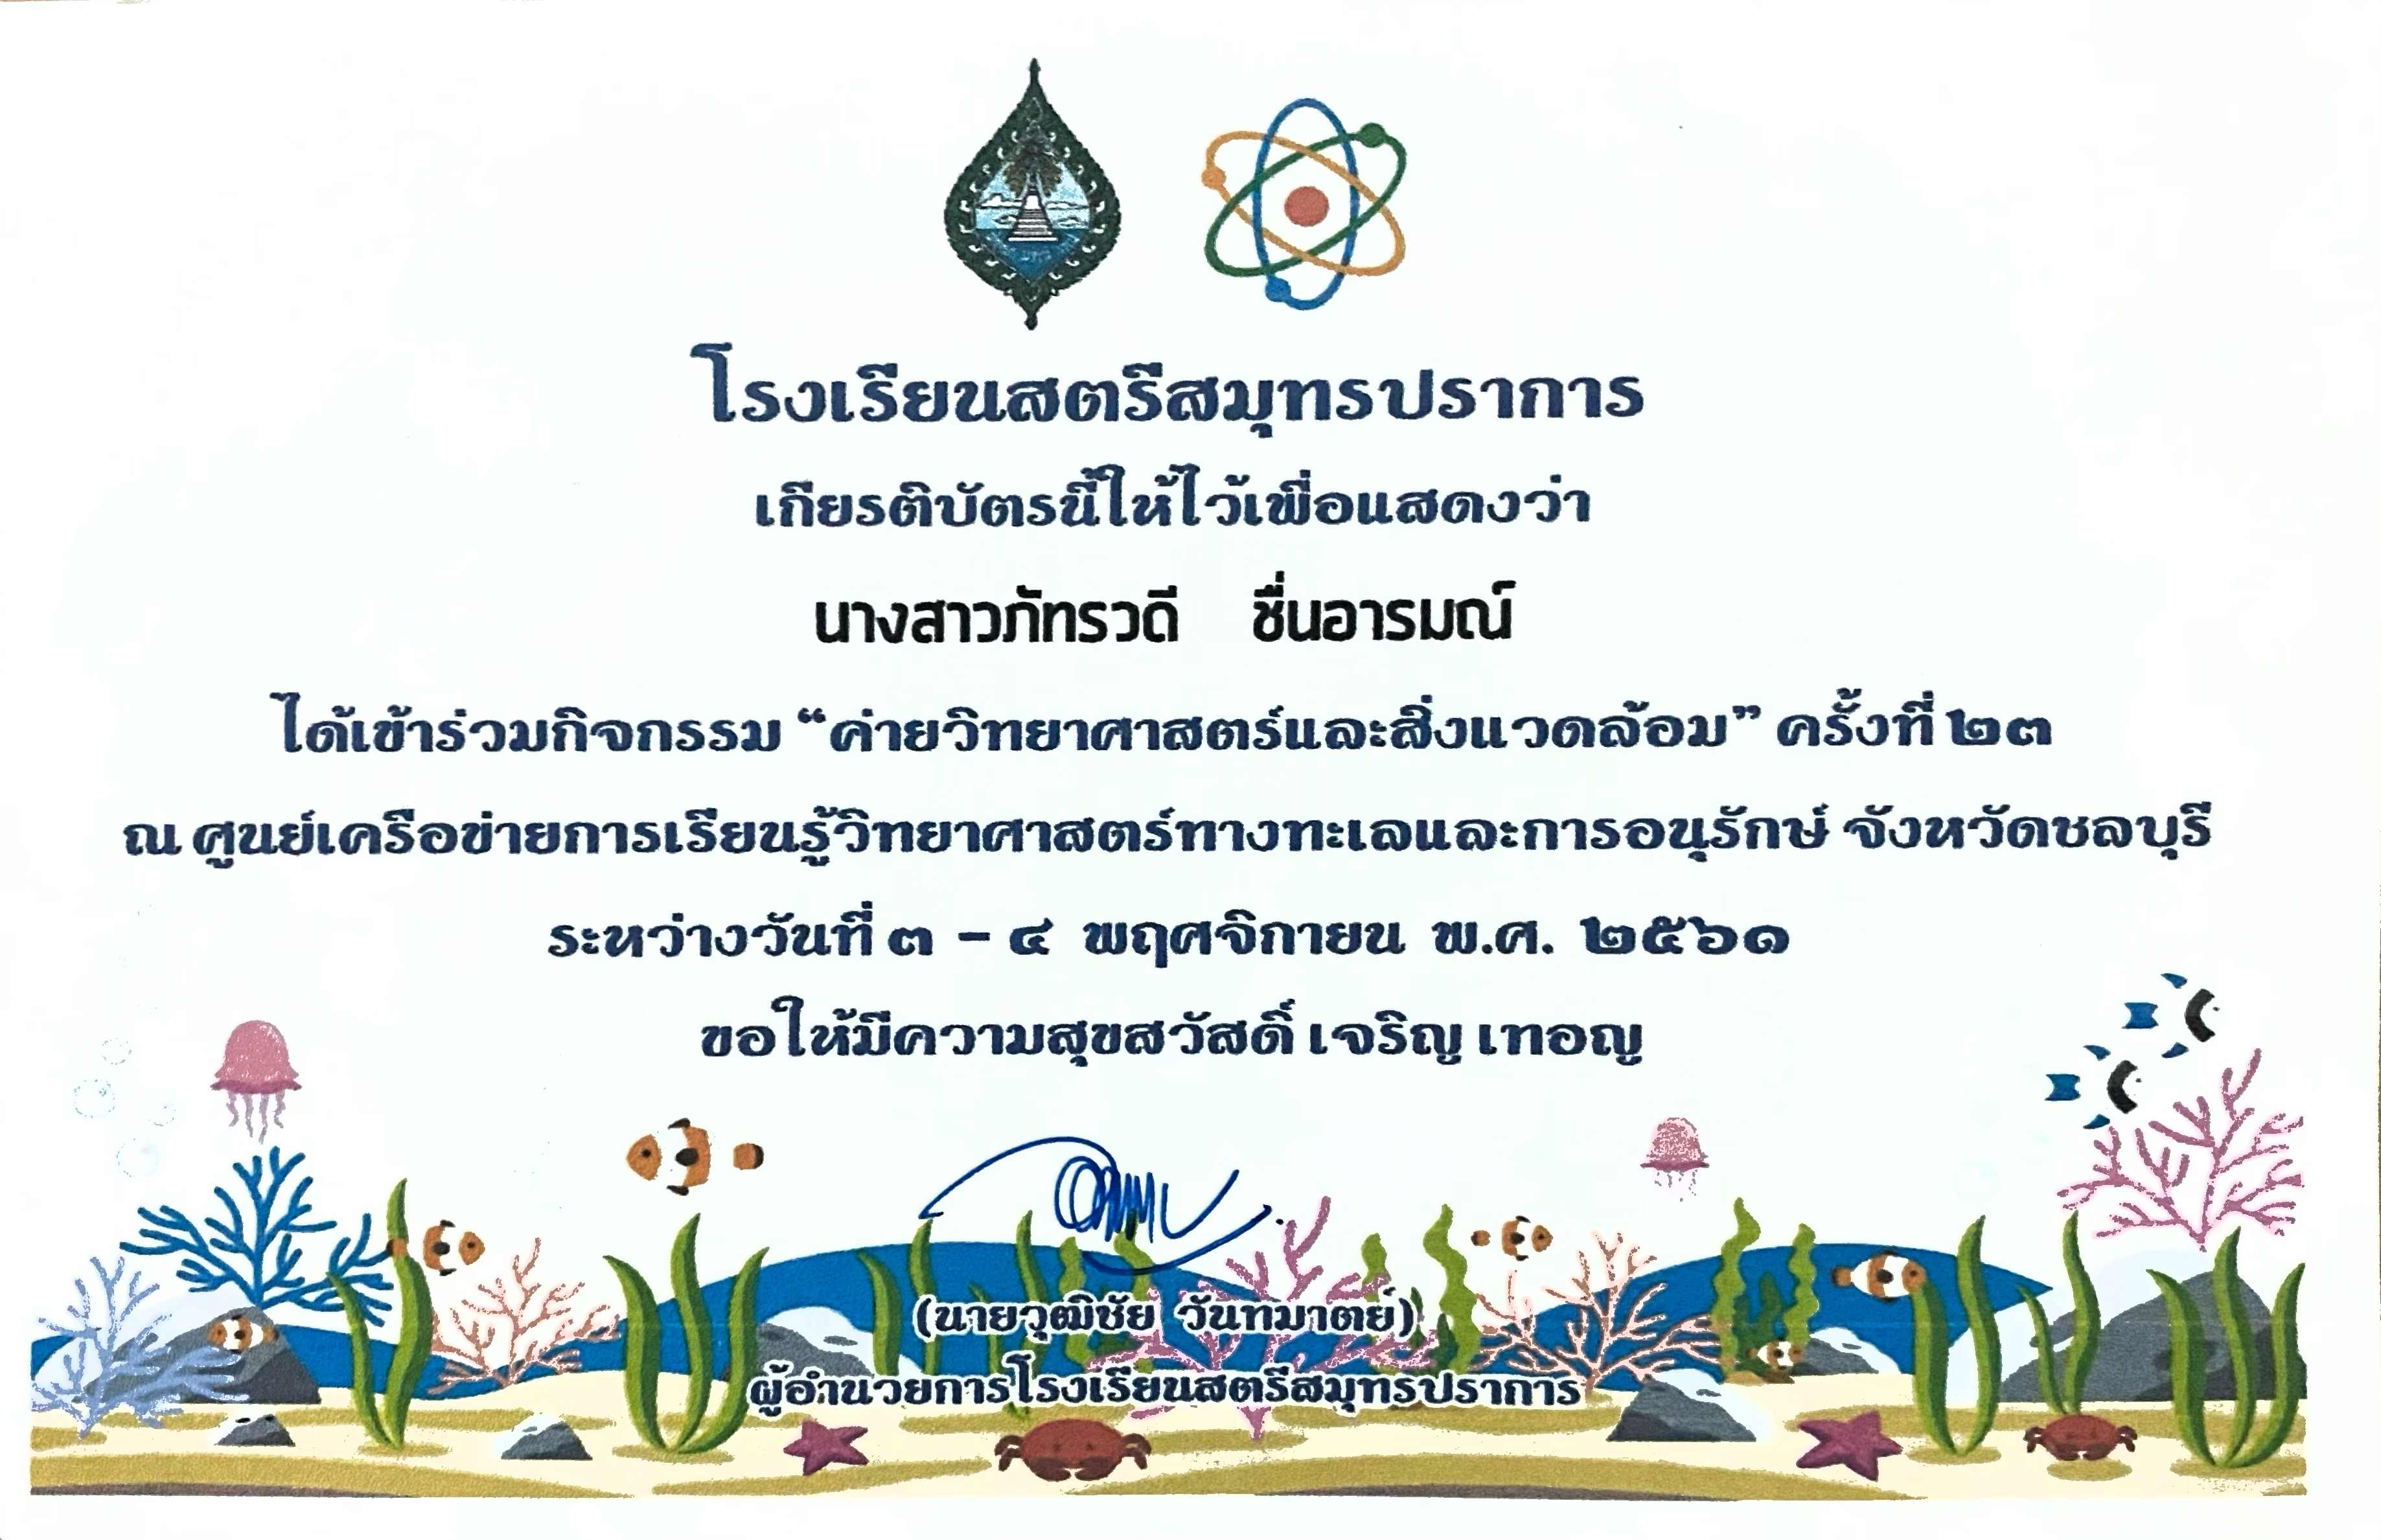 โรงเรียนสตรีสมุทรปราการ
เกียรติบัตรนี้ให้ไว้เพื่อแสดงว่า
นางสาวภัทรวดี ชื่นอารมณ์
ได้เข้าร่วมกิจกรรม “ค่ายวิทยาศาสตร์และสิ่งแวดล้อม” ครั้งที่ ๒๓
ณ ศูนย์เครือข่ายการเรียนรู้วิทยาศาสตร์ทางทะเลและการอนุรักษ์ จังหวัดชลบุรี
ระหว่างวันที่ ๓ – ๔ พฤศจิกายน พ.ศ. ๒๕๖๑
ขอให้มีความสุขสวัสดิ์ เจริญ เทอญ
(นายวุฒิชัย วันทมาตย์)
ผู้อำนวยการโรงเรียนสตรีสมุทรปราการ